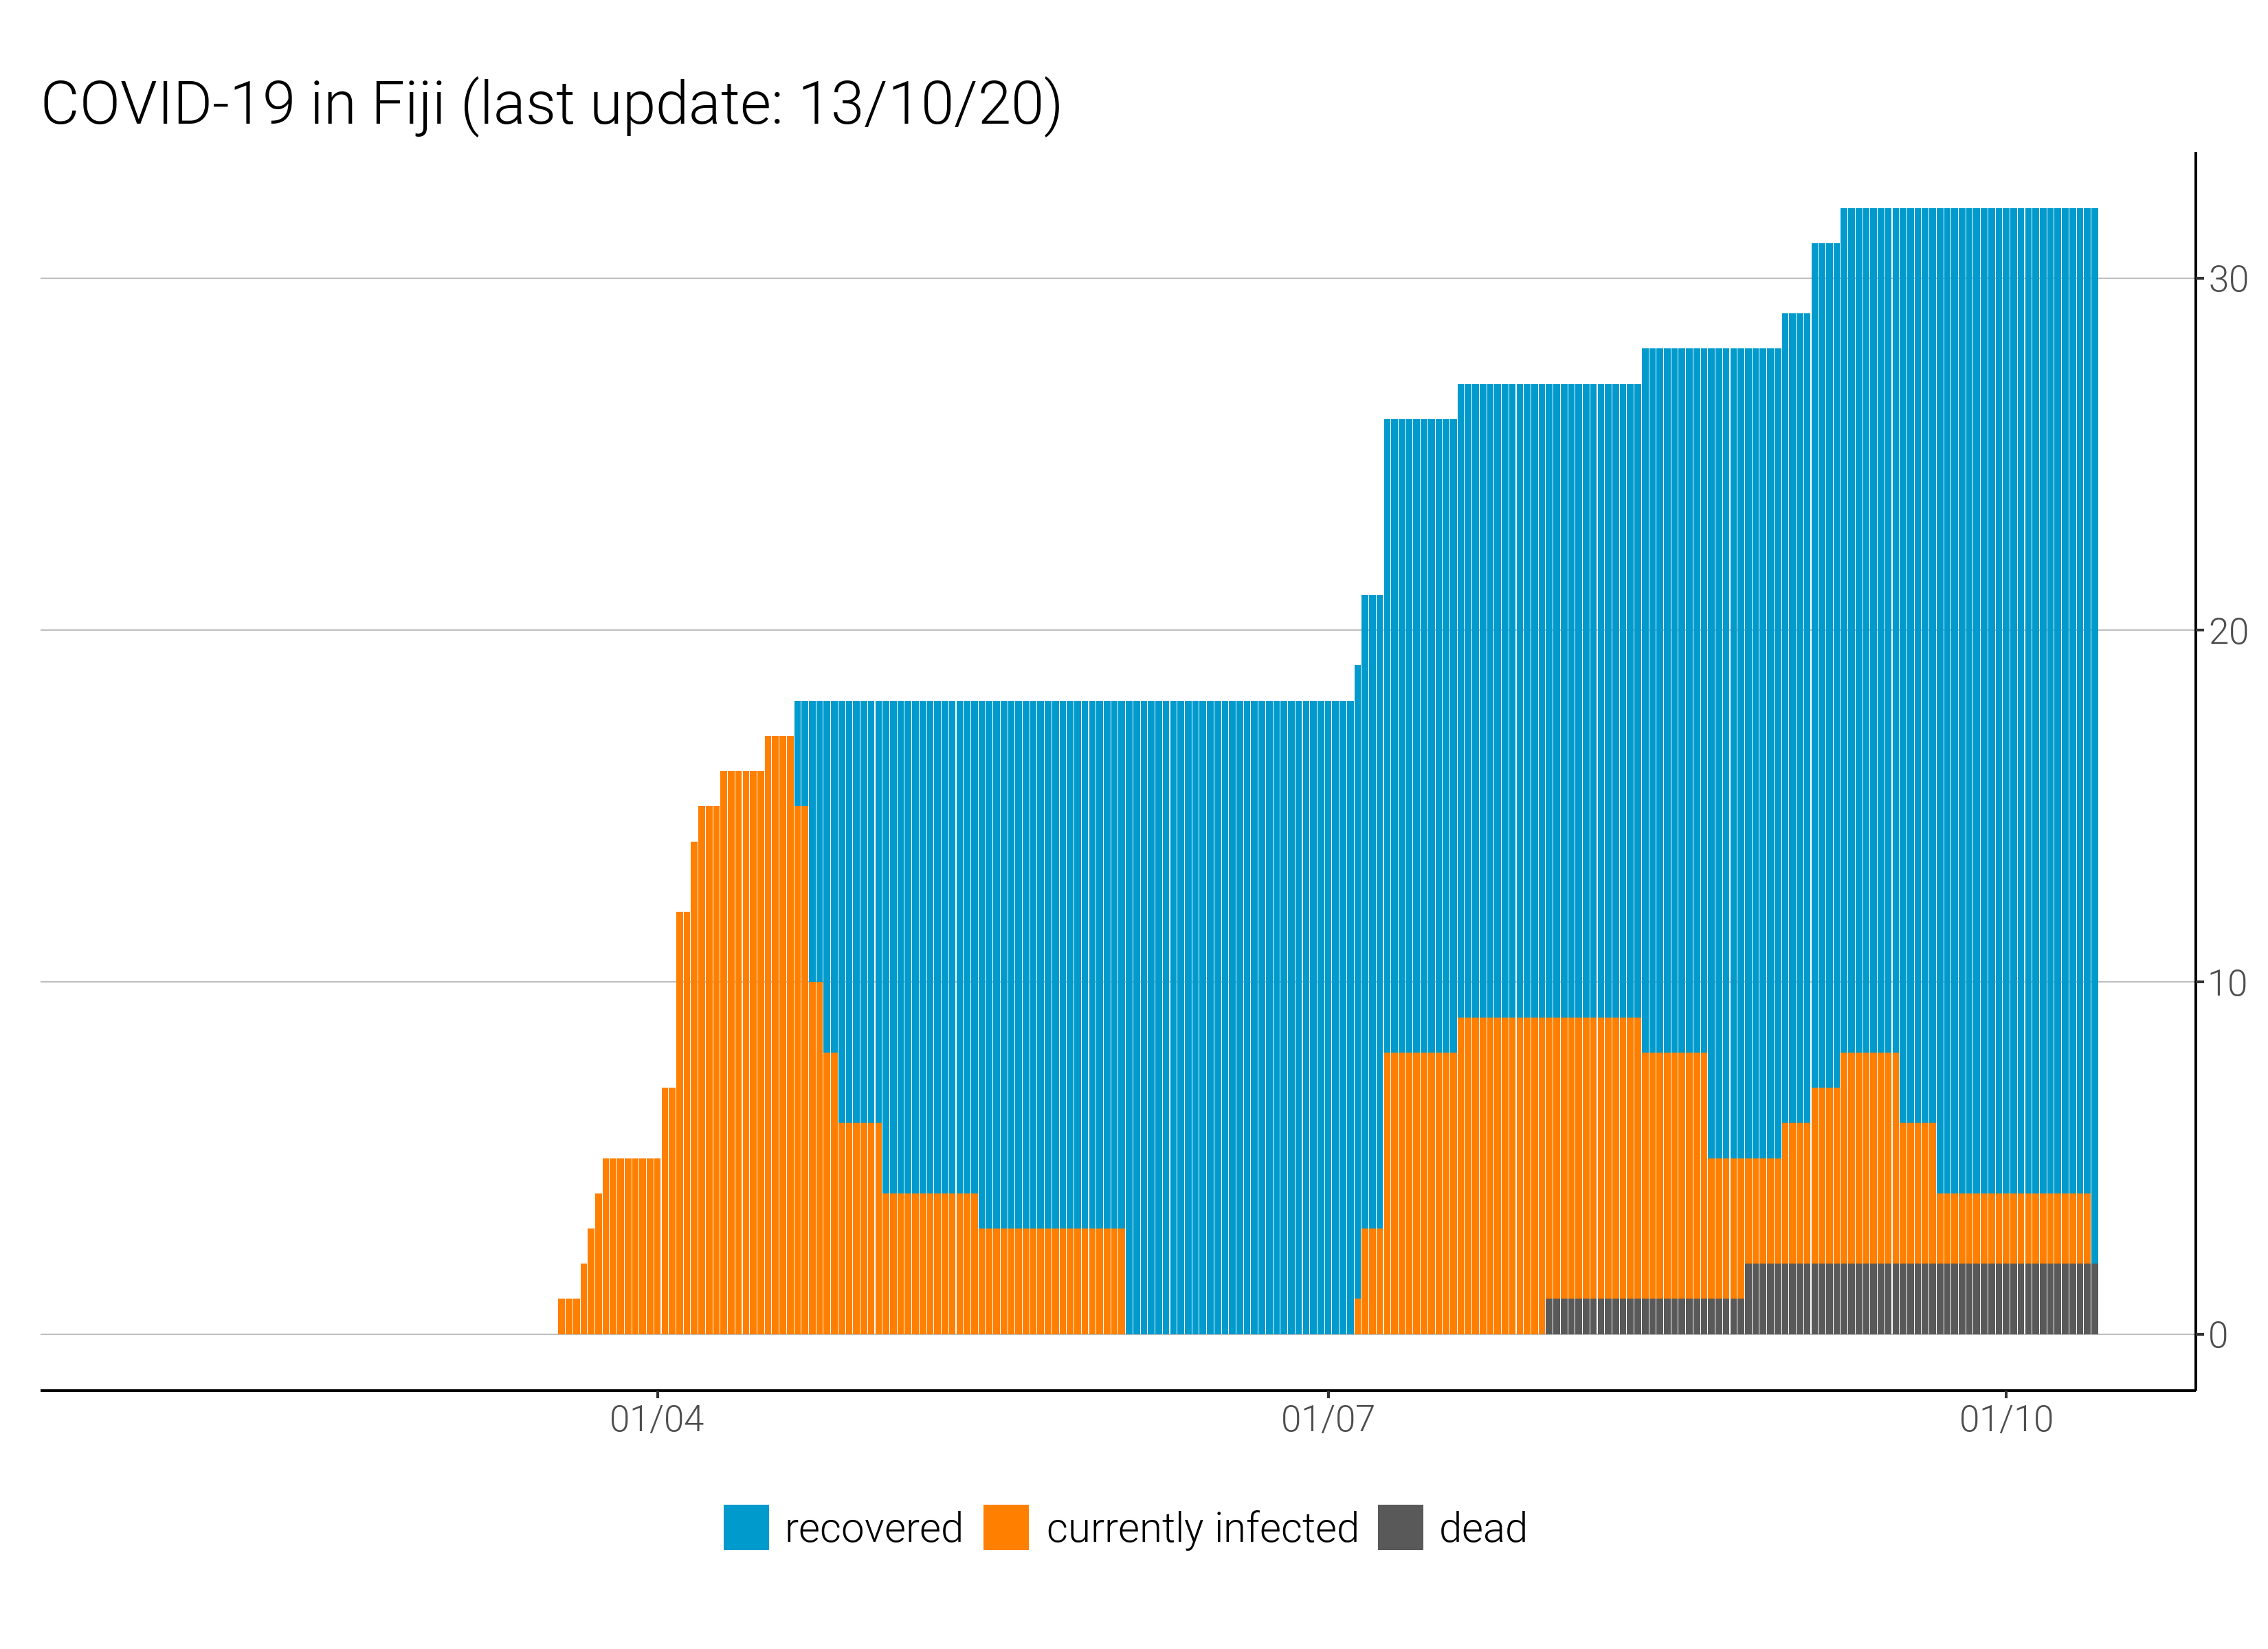 COVID-19 in Fiji (last update: 13/10/20)
30
20
10
0
01/04 01/07 01/10
recovered currently infected dead